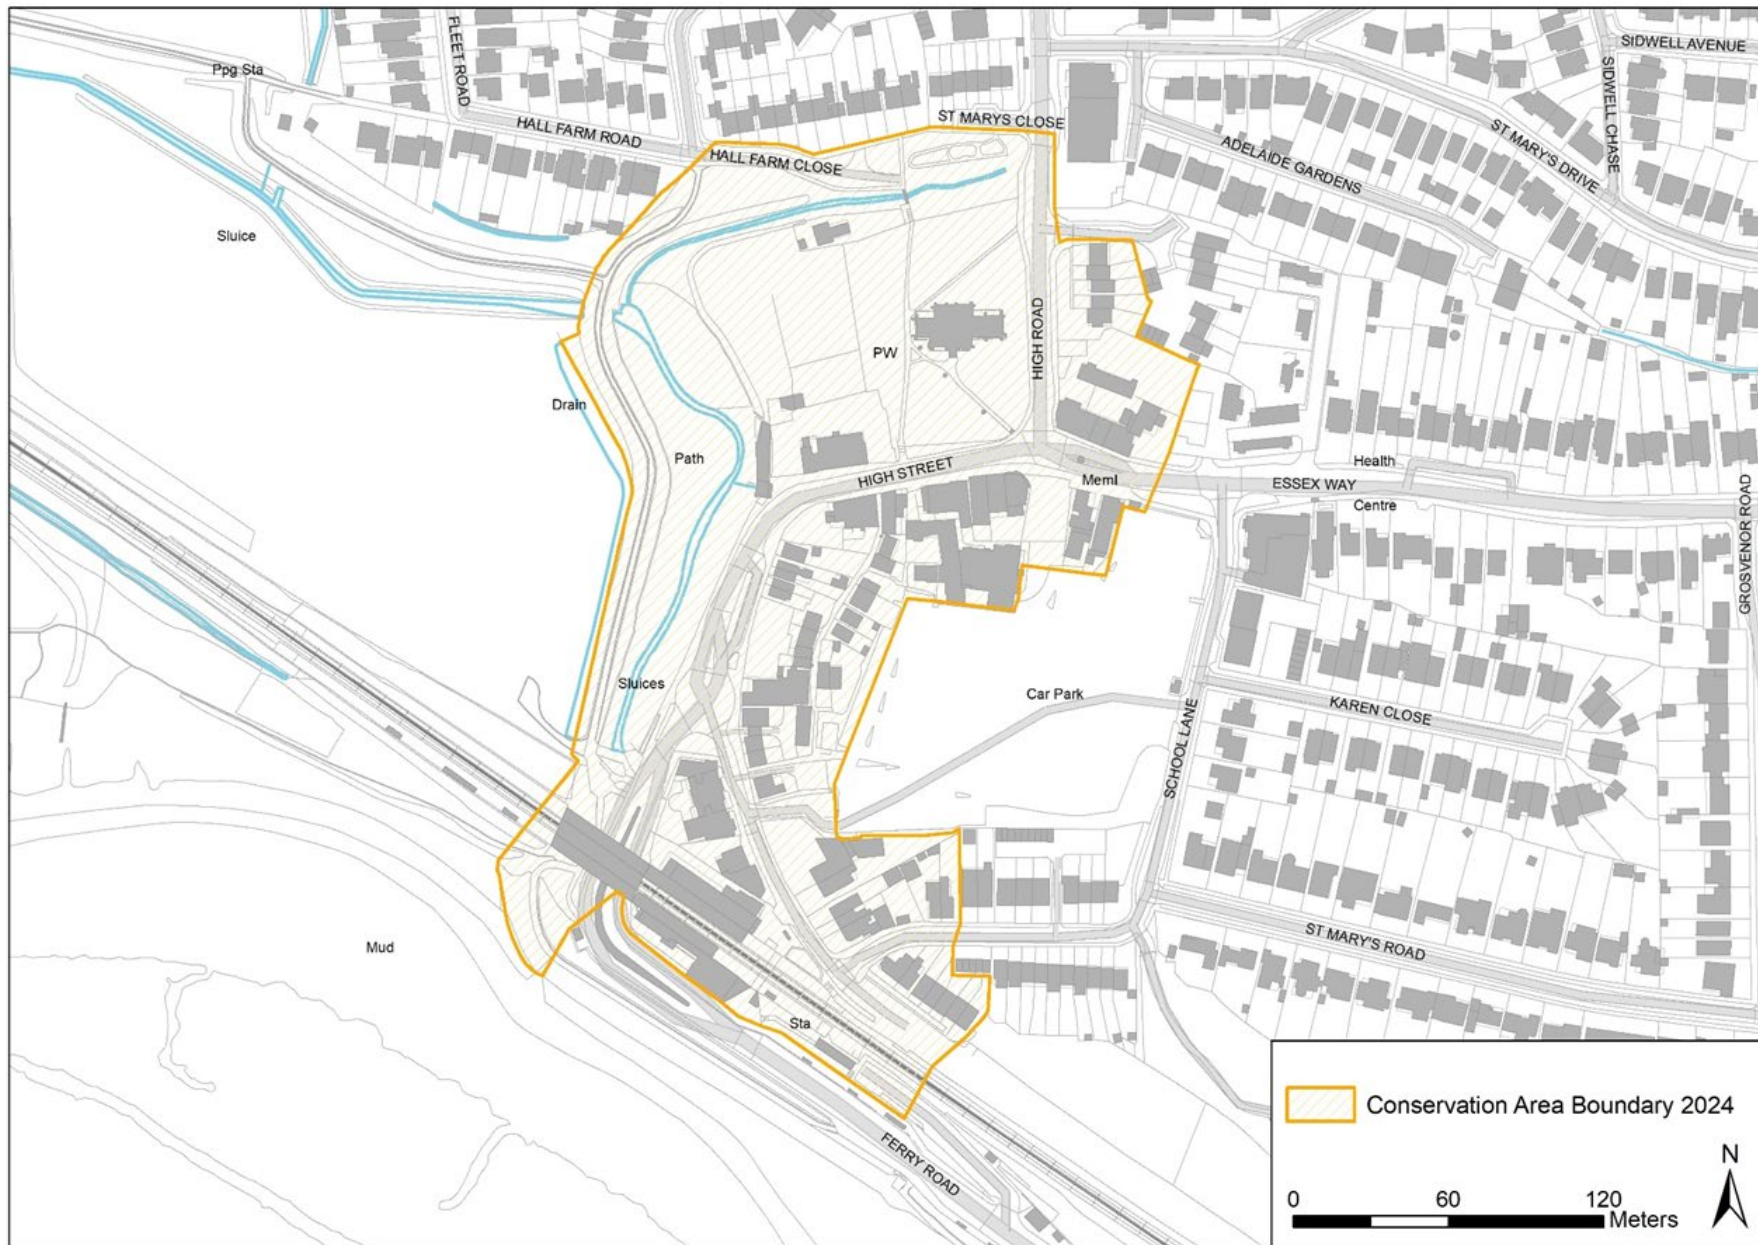 SIDWELL AVENUE
FLEET ROAD
Ppg Sta
SIDWELL CHASE
ST MARYS CLOSE
HALL FARM ROAD
ST MARY'S DRIVE
HALL FARM CLOSE
ADELAIDE GARDENS
Sluice
HIGH ROAD
PW
Drain
Path
HIGH STREET
Health
Meml
ESSEX WAY
Centre
GROSVENOR ROAD
Sluices
Car Park
KAREN CLOSE
SCHOOL LANE
Mud
ST MARY'S ROAD
Sta
FERRY ROAD
Conservation Area Boundary 2024
N
0 60 120
Meters